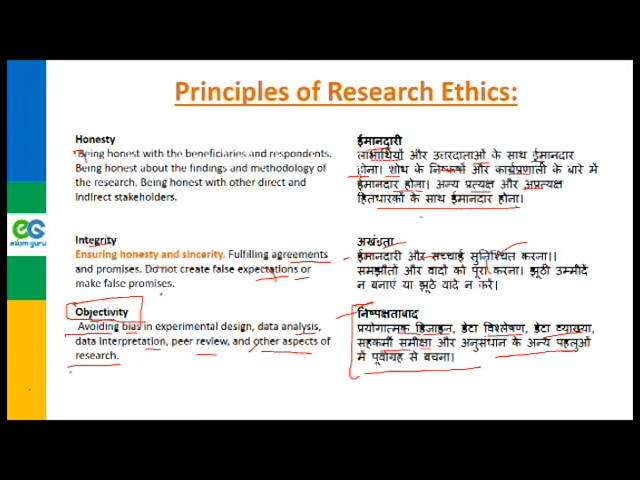 Principles of Research Ethics:
Honesty
Being honest with the beneficiaries and respondents.
Being honest about the findings and methodology of
the research. Being honest with other direct and
indirect stakeholders.
ईमानदारी
लाभार्थियों और उत्तरदाताओं के साथ ईमानदार
होना। शोध के निष्कर्षों और कार्यप्रणाली के बारे में
ईमानदार होना। अन्य प्रत्यक्ष और अप्रत्यक्ष
हितधारकों के साथ ईमानदार होना।
exam guru
Integrity
Ensuring honesty and sincerity. Fulfilling agreements
and promises. Do not create false expectations or
make false promises.
अखंडता
ईमानदारी और सच्चाई सुनिश्चित करना।
समझौतों और वादों को पूरा करना। झूठी उम्मीदें
न बनाएं या झूठे वादे न करें।
Objectivity
Avoiding bias in experimental design, data analysis,
data interpretation, peer review, and other aspects of
research.
निष्पक्षतावाद
प्रयोगात्मक डिजाइन, डेटा विश्लेषण, डेटा व्याख्या,
सहकर्मी समीक्षा और अनुसंधान के अन्य पहलुओं
में पूर्वाग्रह से बचना।